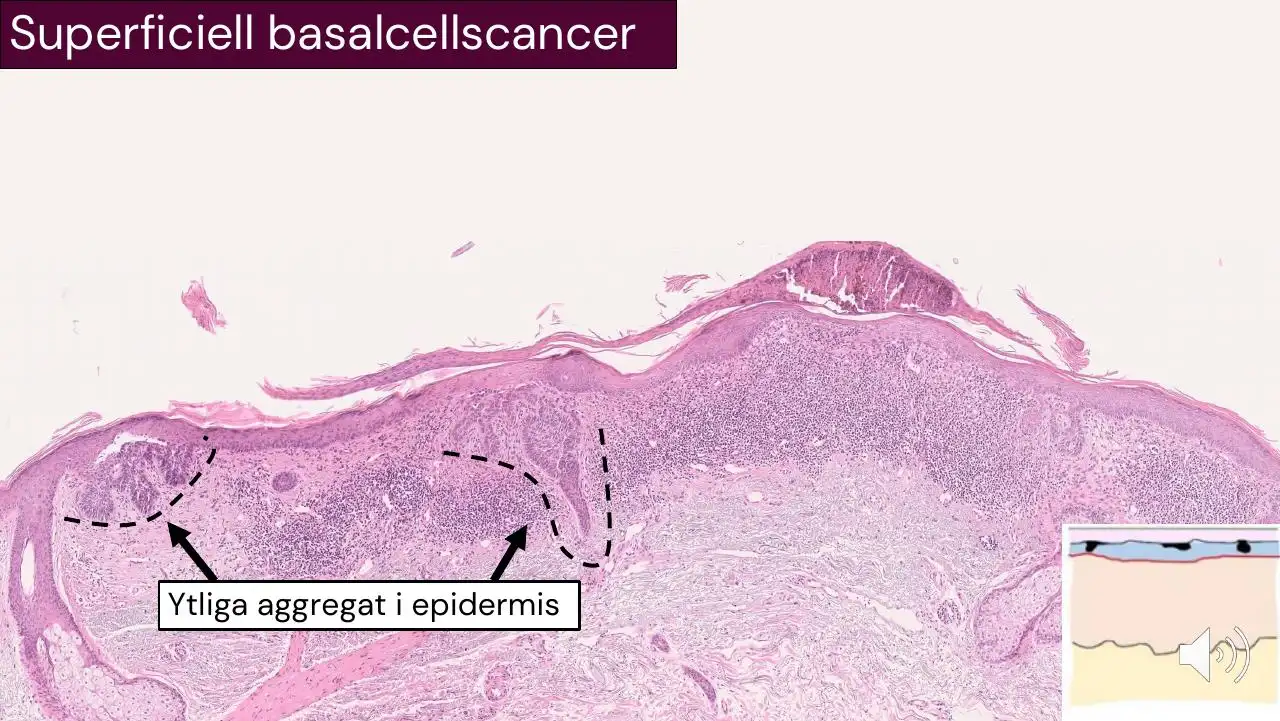 Superficiell basalcellscancer
Ytliga aggregat i epidermis